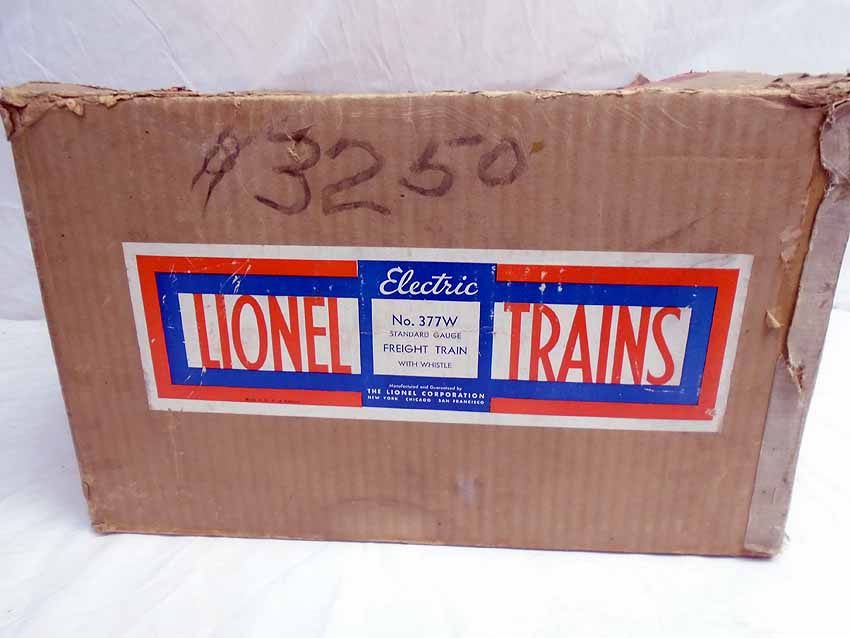 $3250
Electric
LIONEL TRAINS
No. 377W
STANDARD GAUGE
FREIGHT TRAIN
WITH WHISTLE
Manufactured and Guaranteed by
THE LIONEL CORPORATION
NEW YORK CHICAGO SAN FRANCISCO